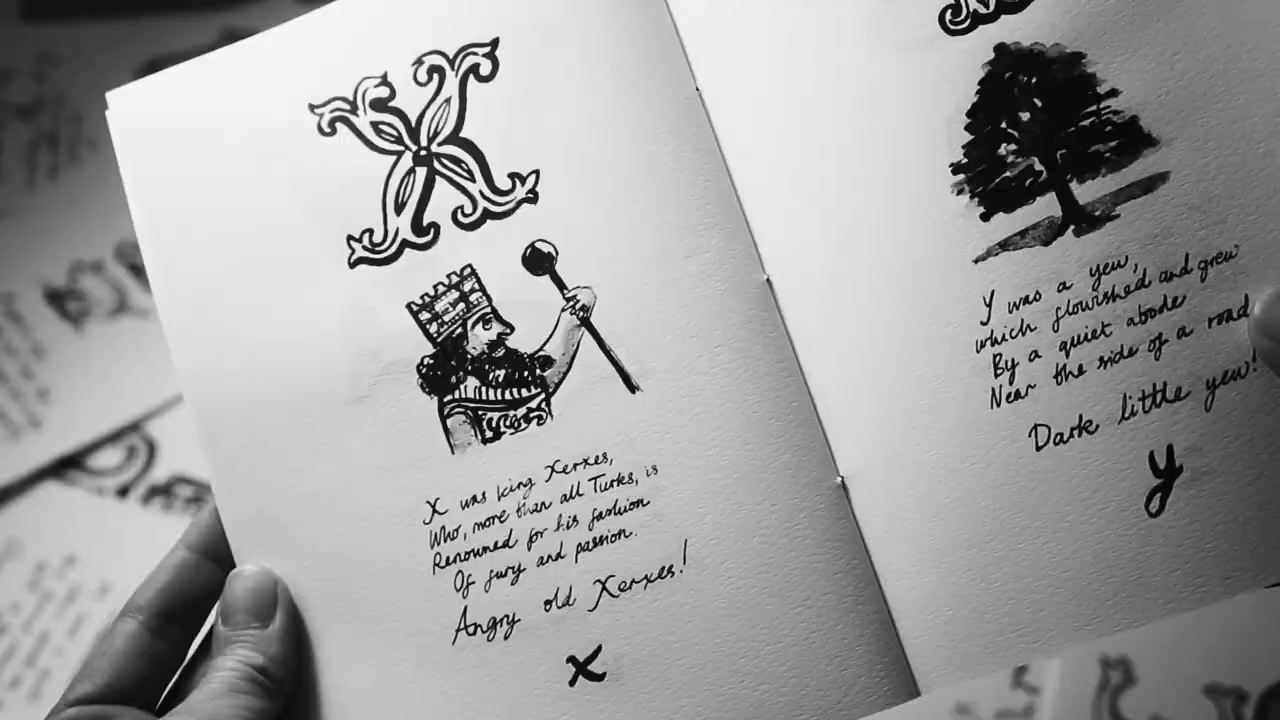 X
X was king Xerxes,
Who, more than all Turks, is
Renowned for his fashion
Of fury and passion.
Angry old Xerxes!
X
Y was a yew,
which flourished and grew
By a quiet abode
Near the side of a road
Dark little yew!
y